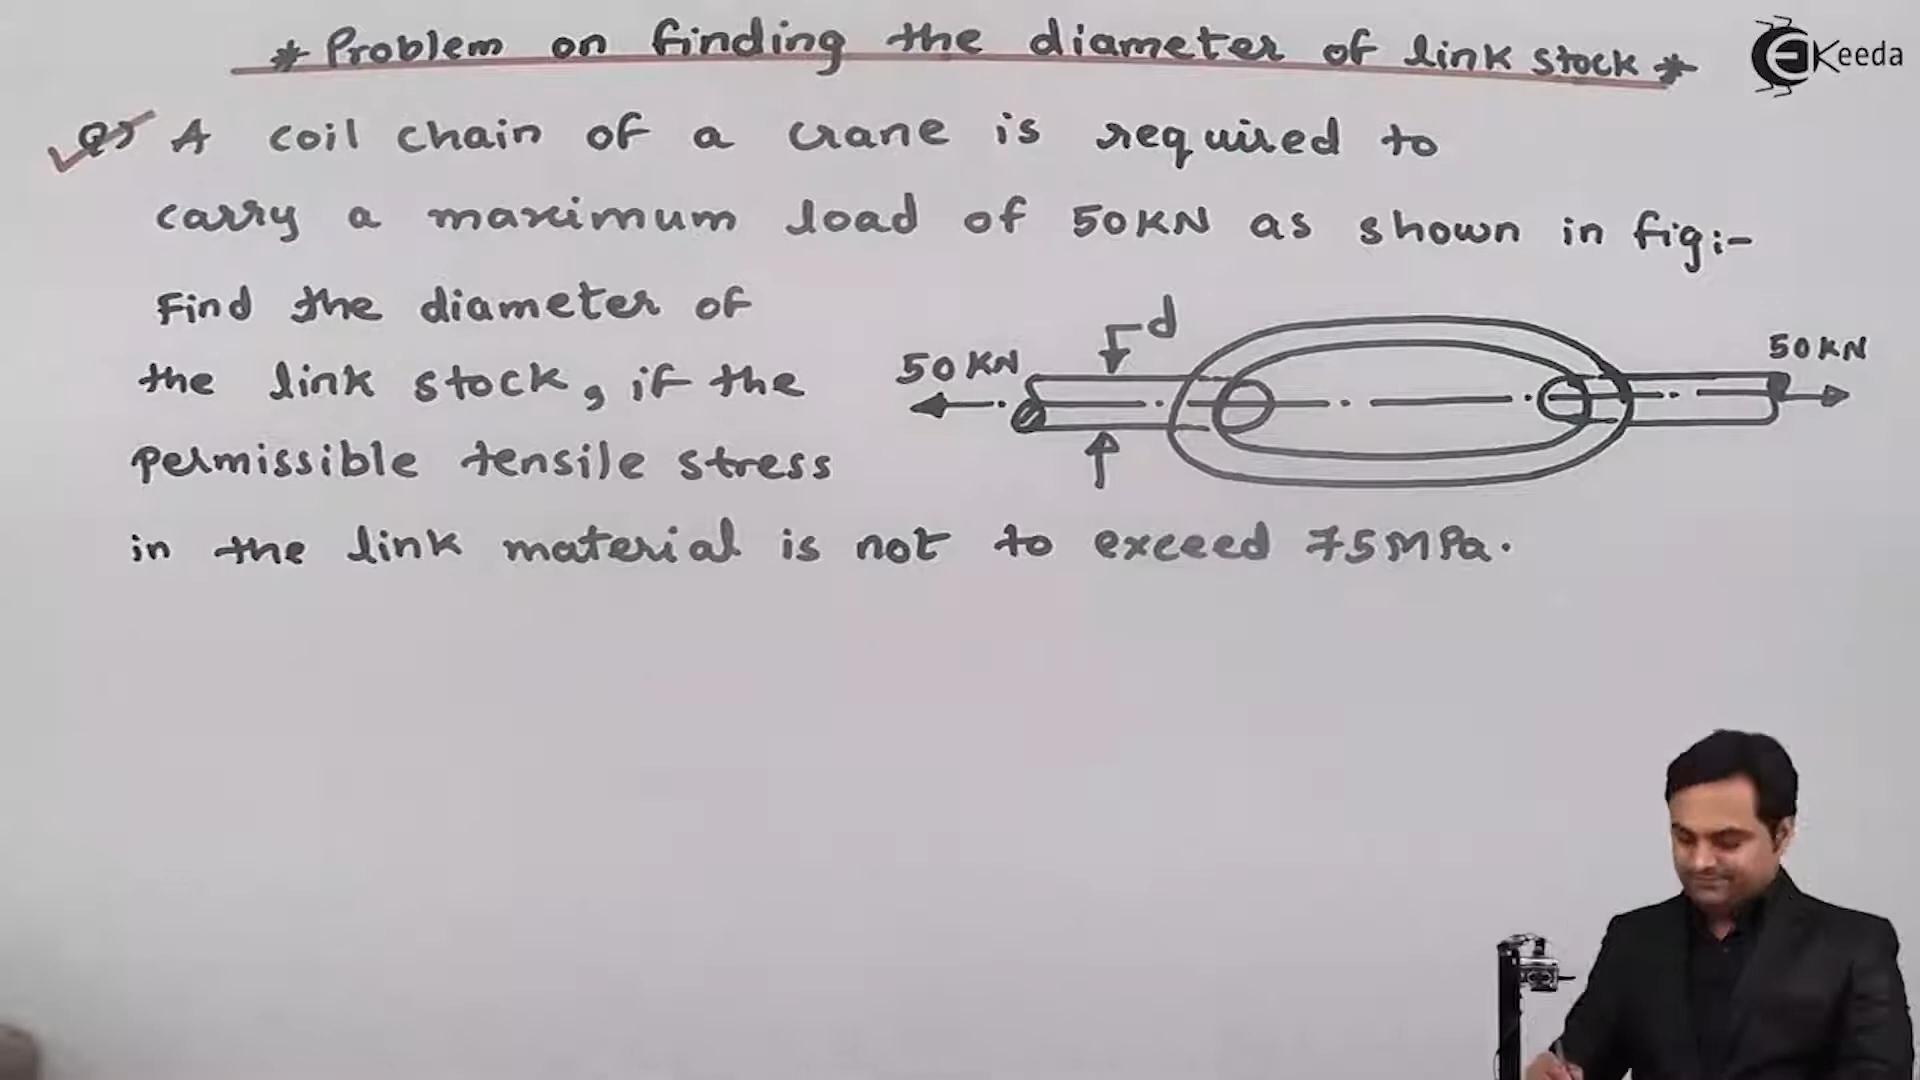 * Problem on finding the diameter of link stock *
EKeeda
Q) A coil chain of a crane is required to
carry a maximum load of 50KN as shown in fig:-
Find the diameter of
the link stock, if the
permissible tensile stress
in the link material is not to exceed 75MPa.
d
50KN
50KN